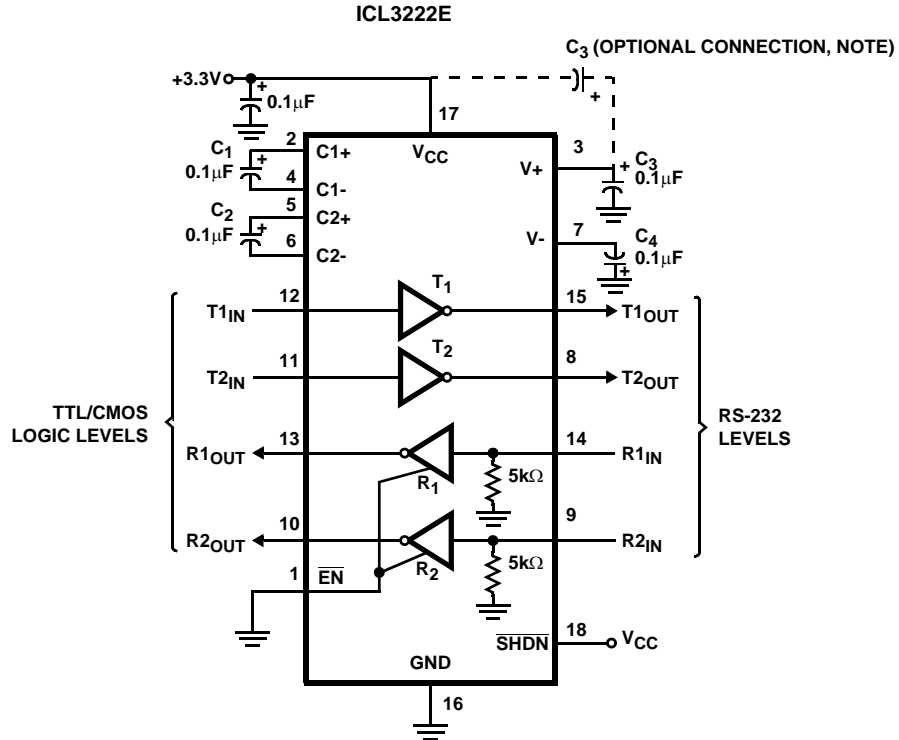 ICL3222E
C3 (OPTIONAL CONNECTION, NOTE)
+3.3V
+
0.1μF
+
17
2
C1+
VCC
3
V+
C1
0.1μF
+
4
C1-
+
C3
0.1μF
5
C2+
C2
0.1μF
+
6
C2-
7
V-
C4
0.1μF
+
T1IN
12
T1
15
T1OUT
T2IN
11
T2
8
T2OUT
TTL/CMOS
LOGIC LEVELS
RS-232
LEVELS
R1OUT
13
R1
5kΩ
14
R1IN
R2OUT
10
R2
5kΩ
9
R2IN
1
EN
SHDN
18
VCC
GND
16